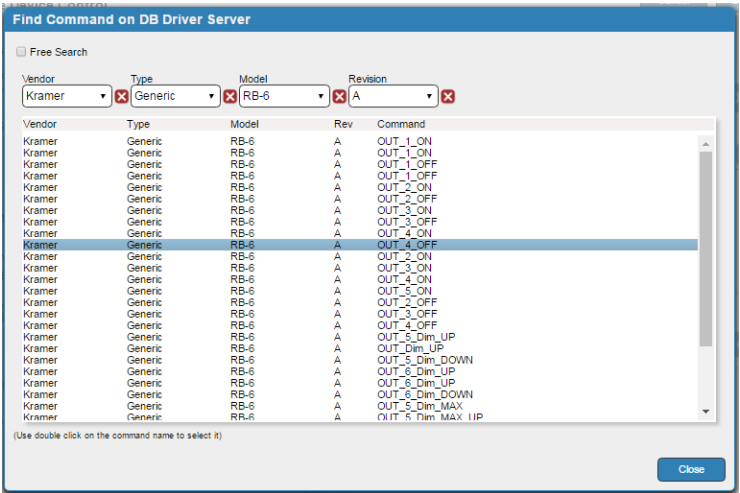 Device Control
Find Command on DB Driver Server
Free Search
Vendor Type Model Revision
Kramer Generic RB-6 A
Vendor Type Model Rev Command
Kramer Generic RB-6 A OUT_1_ON
Kramer Generic RB-6 A OUT_1_ON
Kramer Generic RB-6 A OUT_1_OFF
Kramer Generic RB-6 A OUT_1_OFF
Kramer Generic RB-6 A OUT_2_ON
Kramer Generic RB-6 A OUT_2_OFF
Kramer Generic RB-6 A OUT_3_ON
Kramer Generic RB-6 A OUT_3_OFF
Kramer Generic RB-6 A OUT_4_ON
Kramer Generic RB-6 A OUT_4_OFF
Kramer Generic RB-6 A OUT_2_ON
Kramer Generic RB-6 A OUT_3_ON
Kramer Generic RB-6 A OUT_4_ON
Kramer Generic RB-6 A OUT_5_ON
Kramer Generic RB-6 A OUT_2_OFF
Kramer Generic RB-6 A OUT_3_OFF
Kramer Generic RB-6 A OUT_4_OFF
Kramer Generic RB-6 A OUT_5_Dim_UP
Kramer Generic RB-6 A OUT_Dim_UP
Kramer Generic RB-6 A OUT_5_Dim_DOWN
Kramer Generic RB-6 A OUT_6_Dim_UP
Kramer Generic RB-6 A OUT_6_Dim_UP
Kramer Generic RB-6 A OUT_6_Dim_DOWN
Kramer Generic RB-6 A OUT_5_Dim_MAX
Kramer Generic RB-6 A OUT_5_Dim_MAX_UP
(Use double click on the command name to select it)
Close